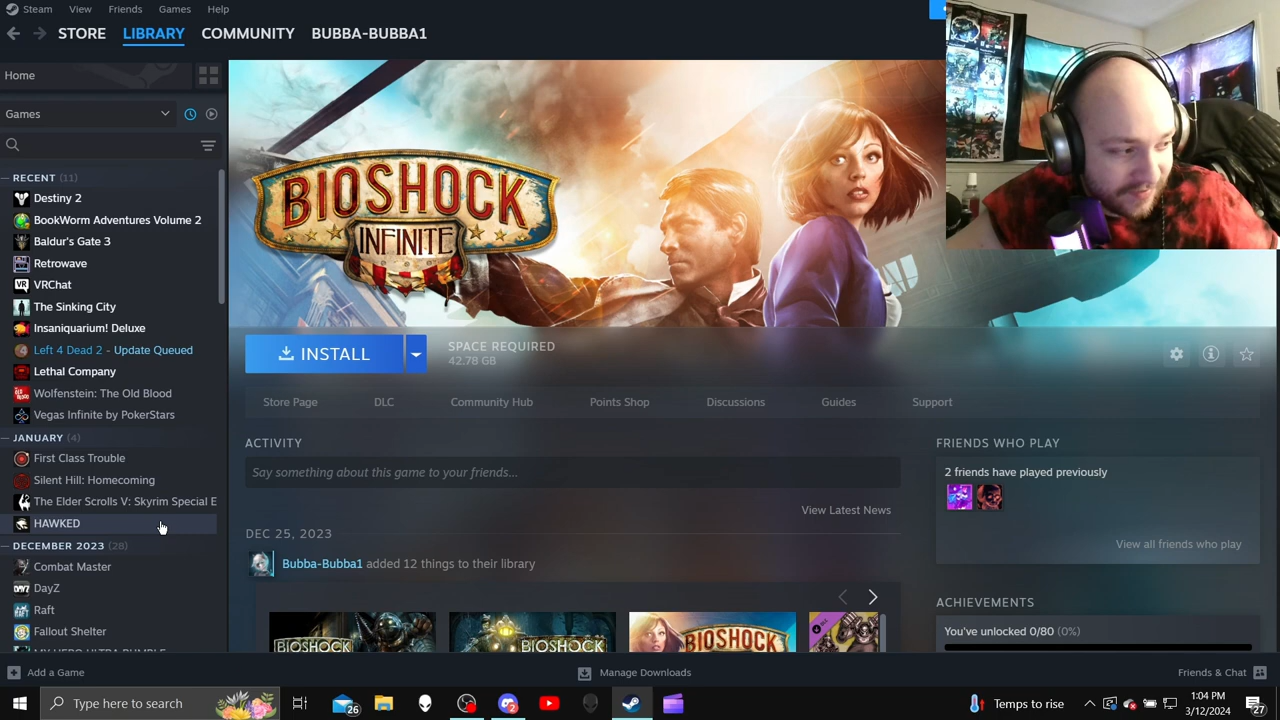 Steam View Friends Games Help
STORE LIBRARY COMMUNITY BUBBA-BUBBA1
Home
Games
RECENT (11)
Destiny 2
BookWorm Adventures Volume 2
Baldur's Gate 3
Retrowave
VRChat
The Sinking City
Insaniquarium! Deluxe
Left 4 Dead 2 - Update Queued
Lethal Company
Wolfenstein: The Old Blood
Vegas Infinite by PokerStars
JANUARY (4)
First Class Trouble
Silent Hill: Homecoming
The Elder Scrolls V: Skyrim Special E
HAWKED
DECEMBER 2023 (28)
Combat Master
DayZ
Raft
Fallout Shelter
MY HERO ULTRA RUMBLE
BIOSHOCK
INFINITE
INSTALL
SPACE REQUIRED
42.78 GB
Store Page DLC Community Hub Points Shop Discussions Guides Support
ACTIVITY
Say something about this game to your friends...
View Latest News
DEC 25, 2023
Bubba-Bubba1 added 12 things to their library
BIOSHOCK BIOSHOCK BIOSHOCK DLC
FRIENDS WHO PLAY
2 friends have played previously
View all friends who play
ACHIEVEMENTS
You've unlocked 0/80 (0%)
Add a Game Manage Downloads Friends & Chat
Type here to search 26 2 Temps to rise 1:04 PM
3/12/2024 27